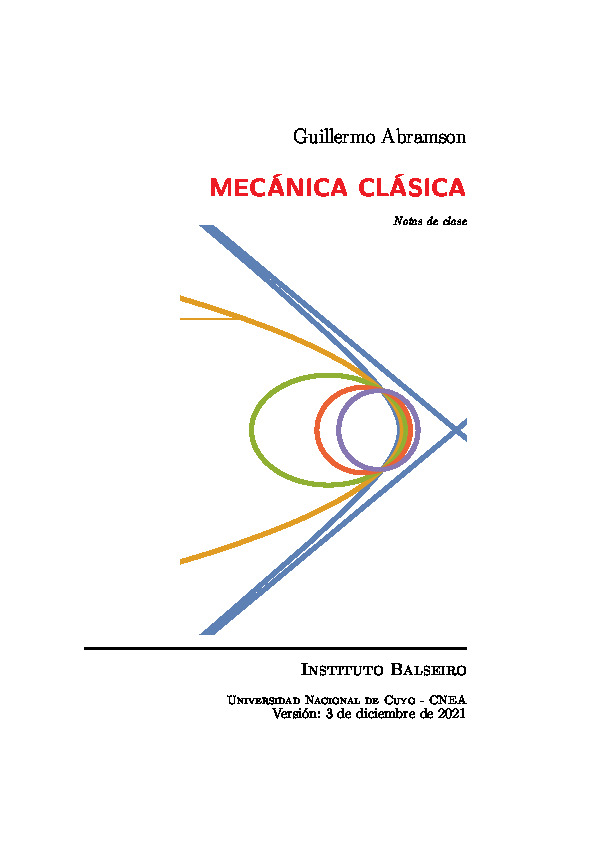 Guillermo Abramson
MECÁNICA CLÁSICA
Notas de clase
Instituto Balseiro
Universidad Nacional de Cuyo - CNEA
Versión: 3 de diciembre de 2021